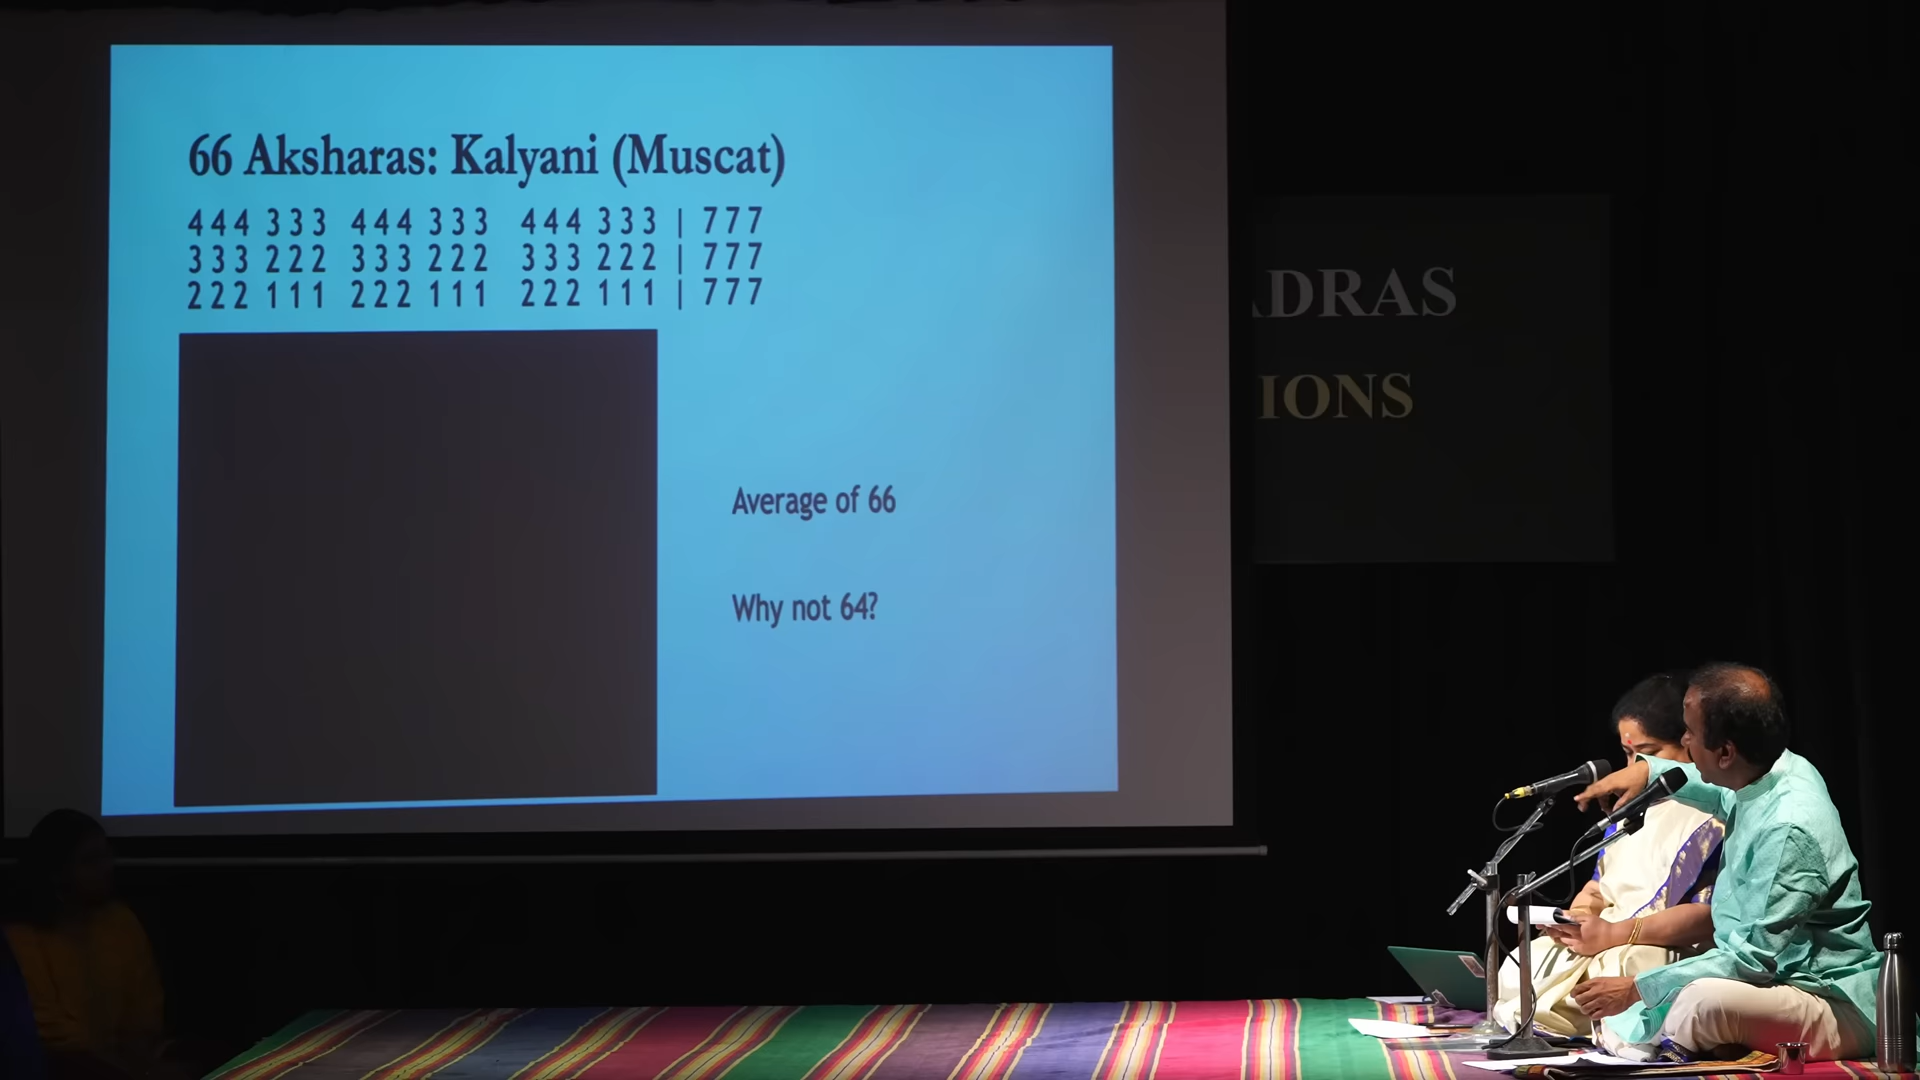 66 Aksharas: Kalyani (Muscat)
444 333 444 333 444 333 | 777
333 222 333 222 333 222 | 777
222 111 222 111 222 111 | 777
Average of 66
Why not 64?
ADRAS
IONS